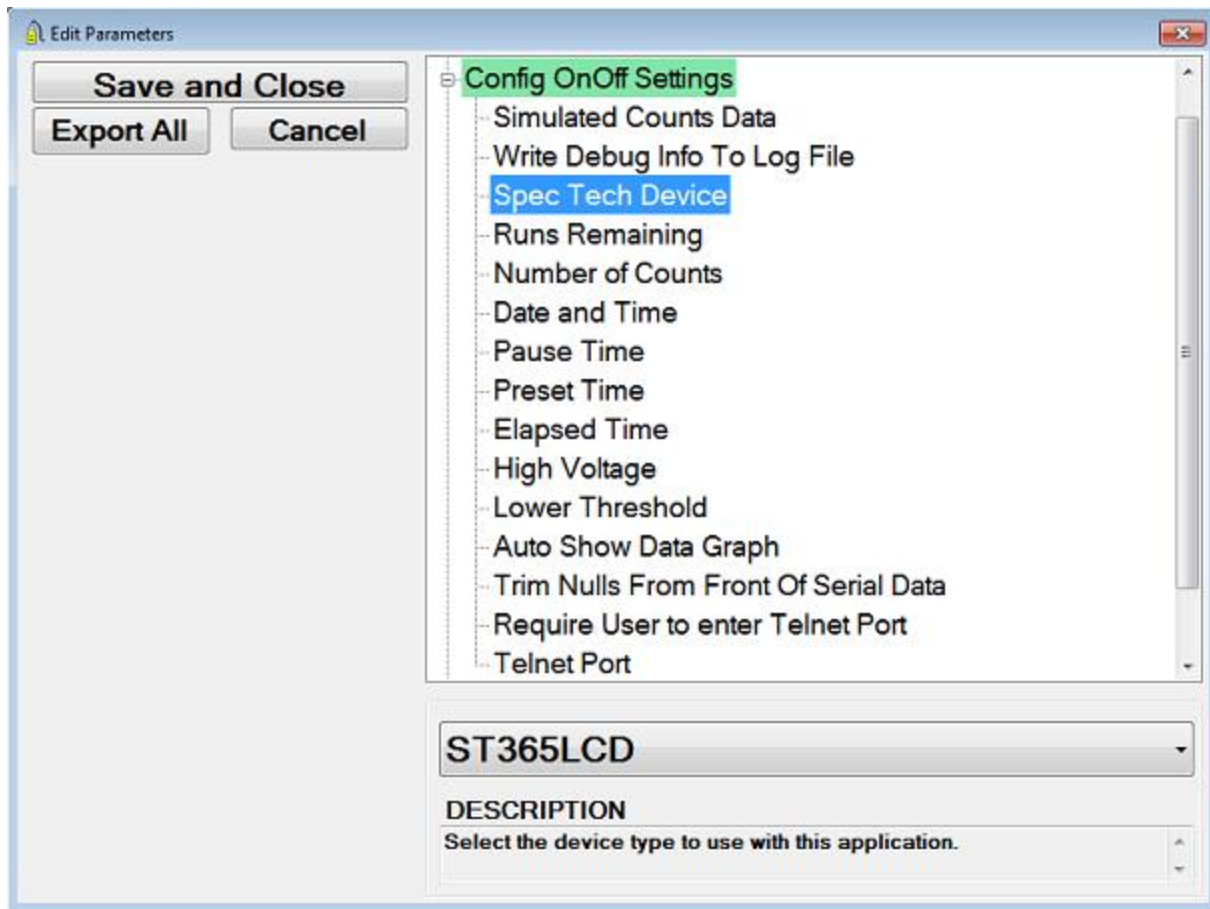 Edit Parameters
Save and Close
Export All
Cancel
Config OnOff Settings
Simulated Counts Data
Write Debug Info To Log File
Spec Tech Device
Runs Remaining
Number of Counts
Date and Time
Pause Time
Preset Time
Elapsed Time
High Voltage
Lower Threshold
Auto Show Data Graph
Trim Nulls From Front Of Serial Data
Require User to enter Telnet Port
Telnet Port
ST365LCD
DESCRIPTION
Select the device type to use with this application.